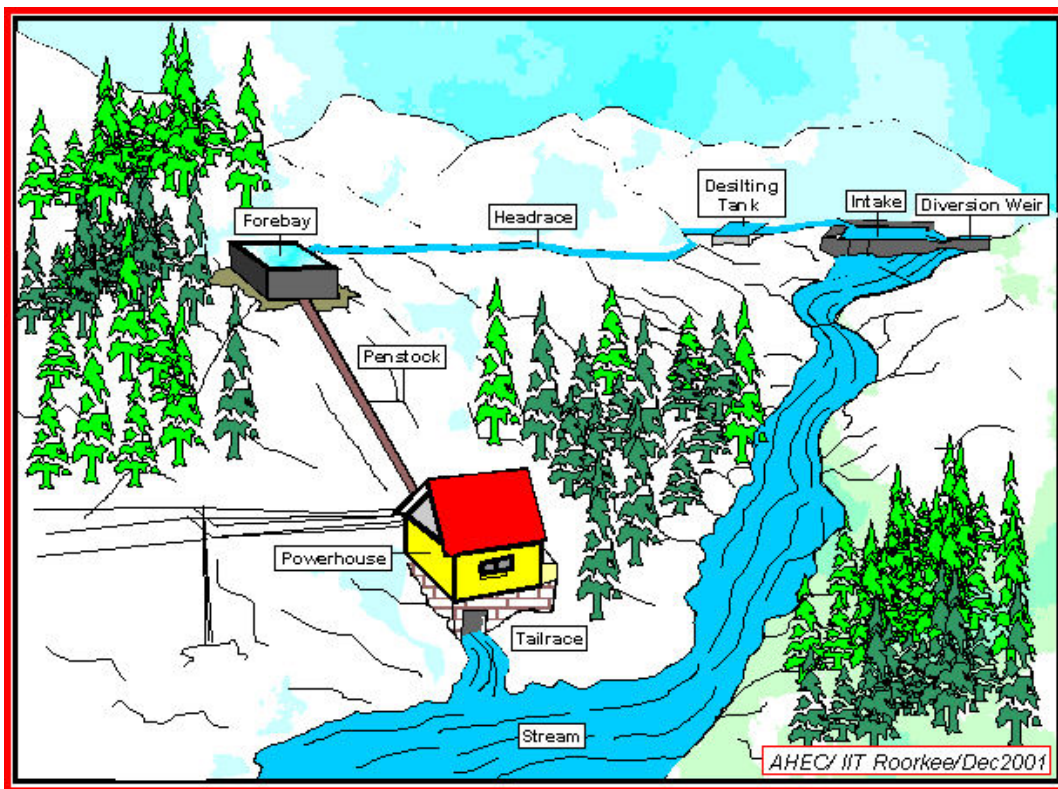 Desilting
Tank
Intake
Diversion Weir
Forebay
Headrace
Penstock
Powerhouse
Tailrace
Stream
AHEC/ IIT Roorkee/Dec2001